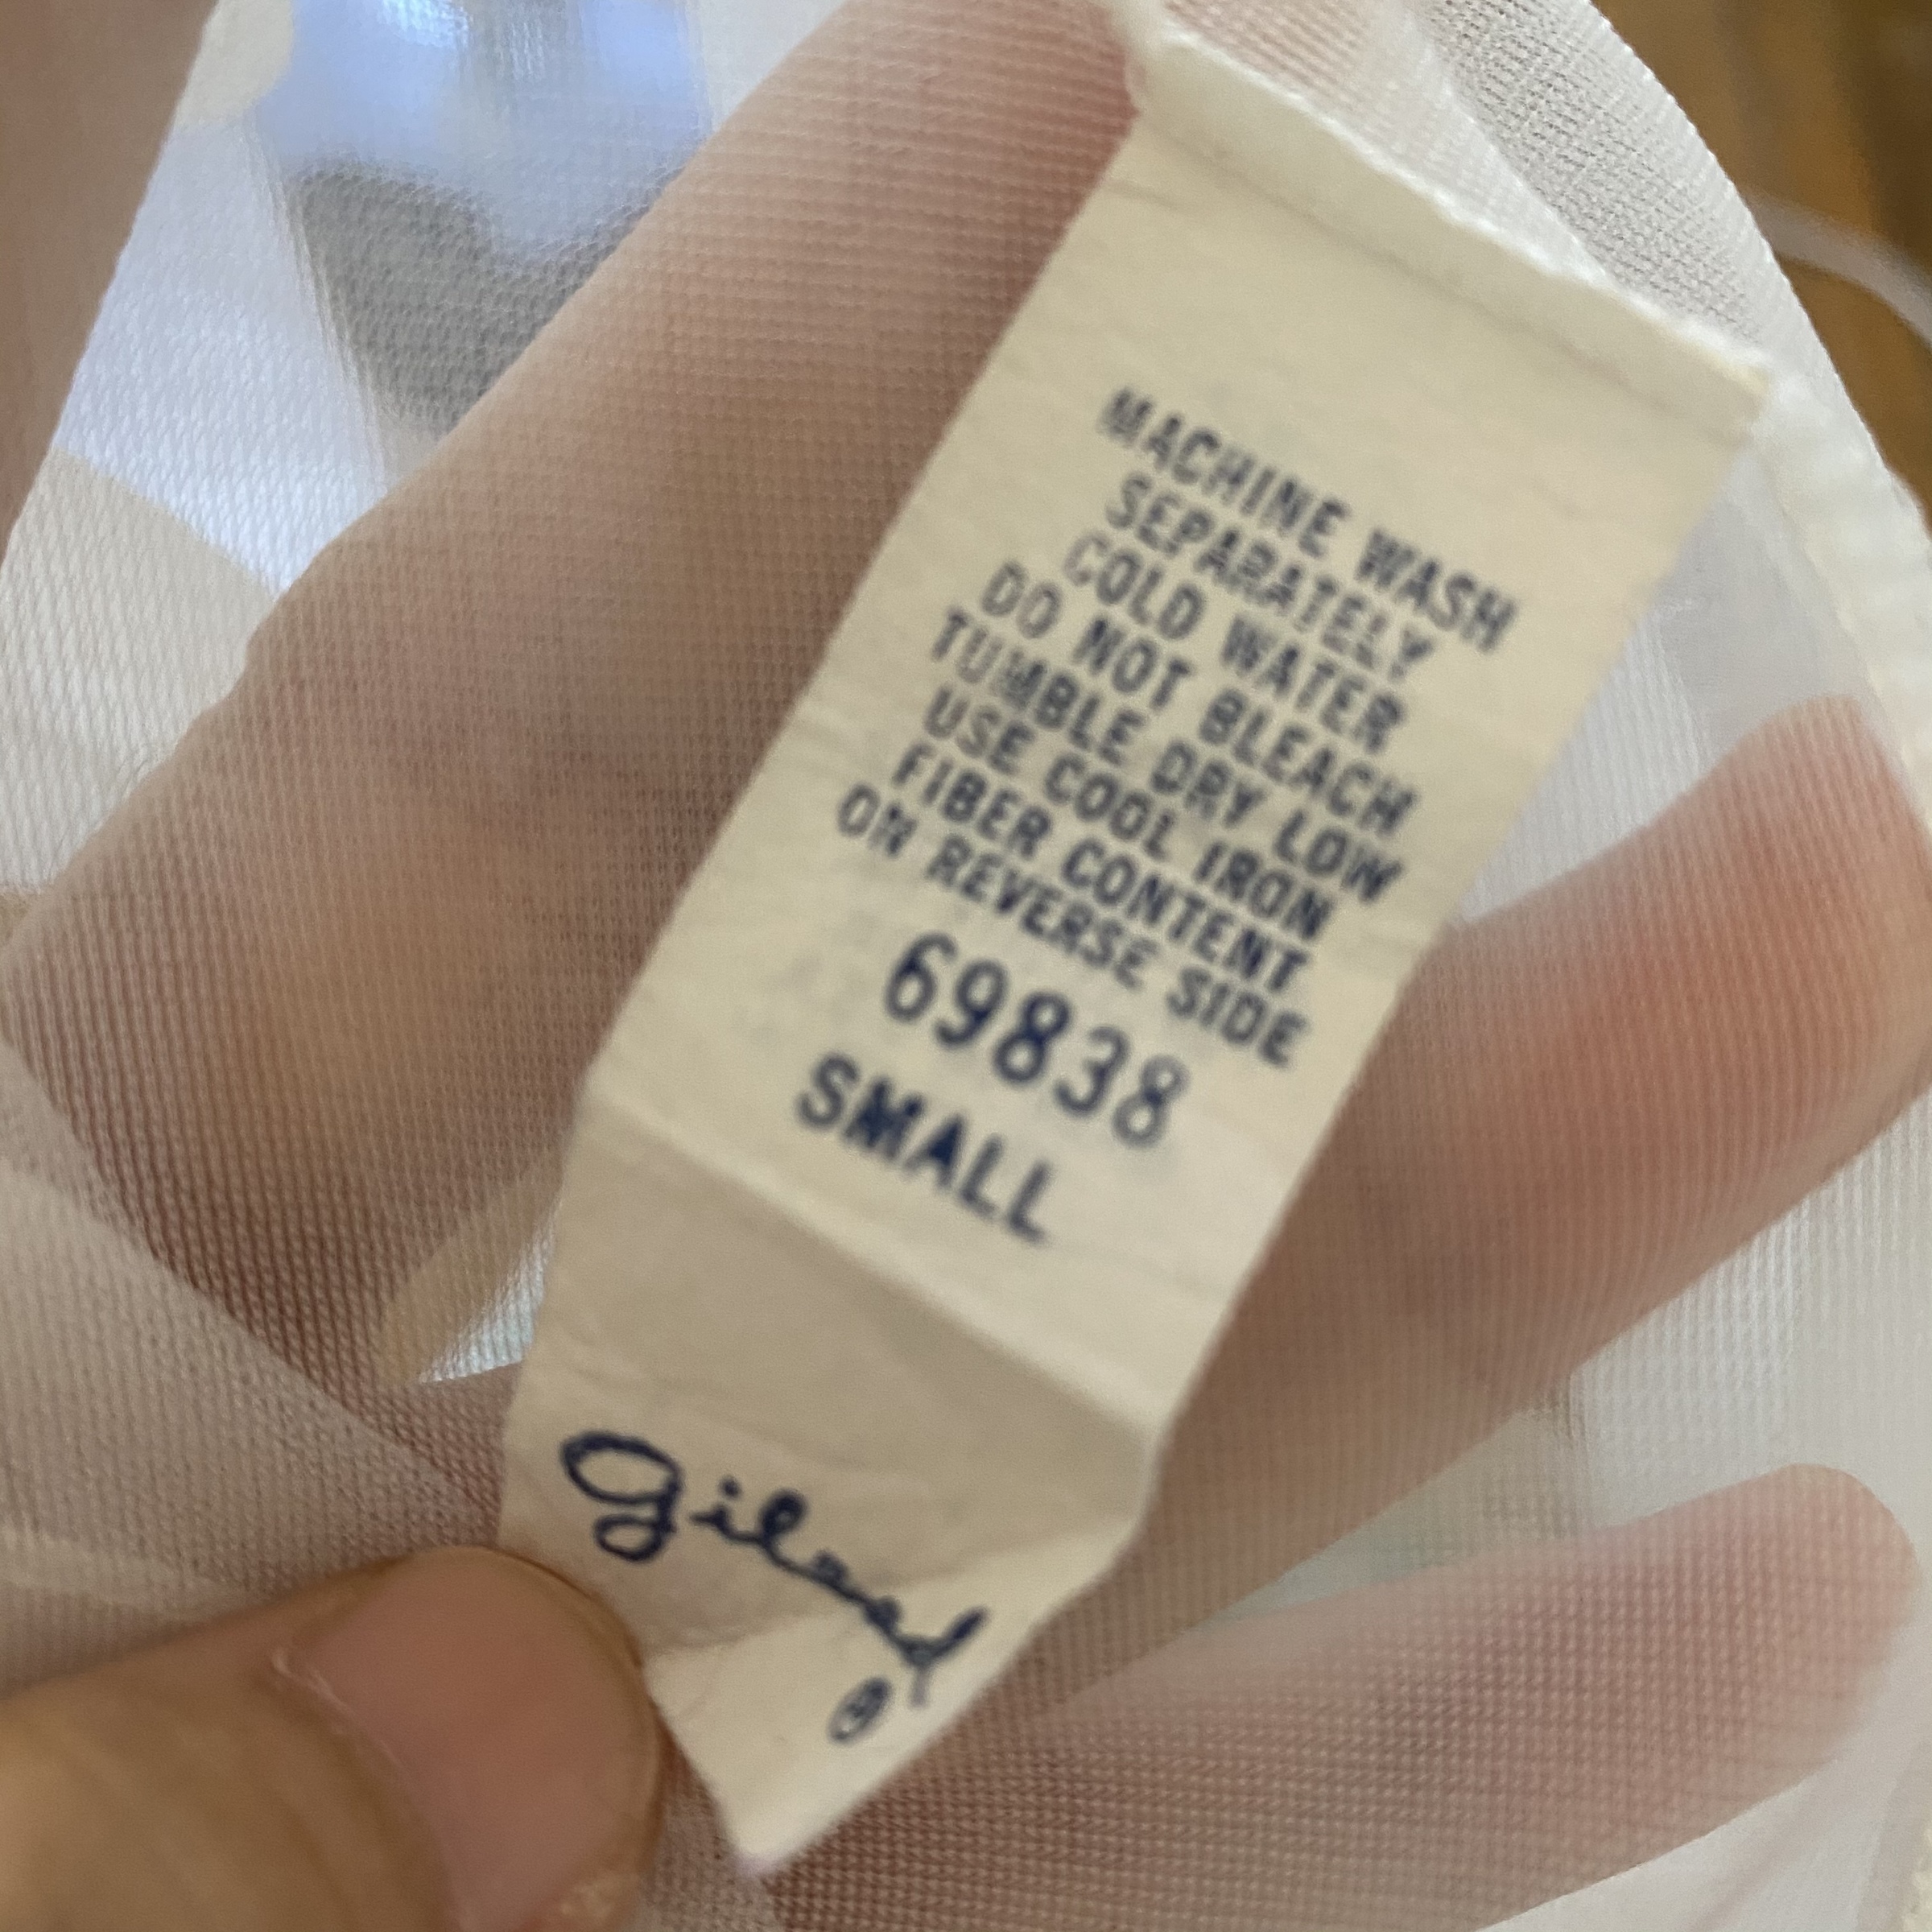 MACHINE WASH
SEPARATELY
COLD WATER
DO NOT BLEACH
TUMBLE DRY LOW
USE COOL IRON
FIBER CONTENT
ON REVERSE SIDE
69838
SMALL
gilead
®